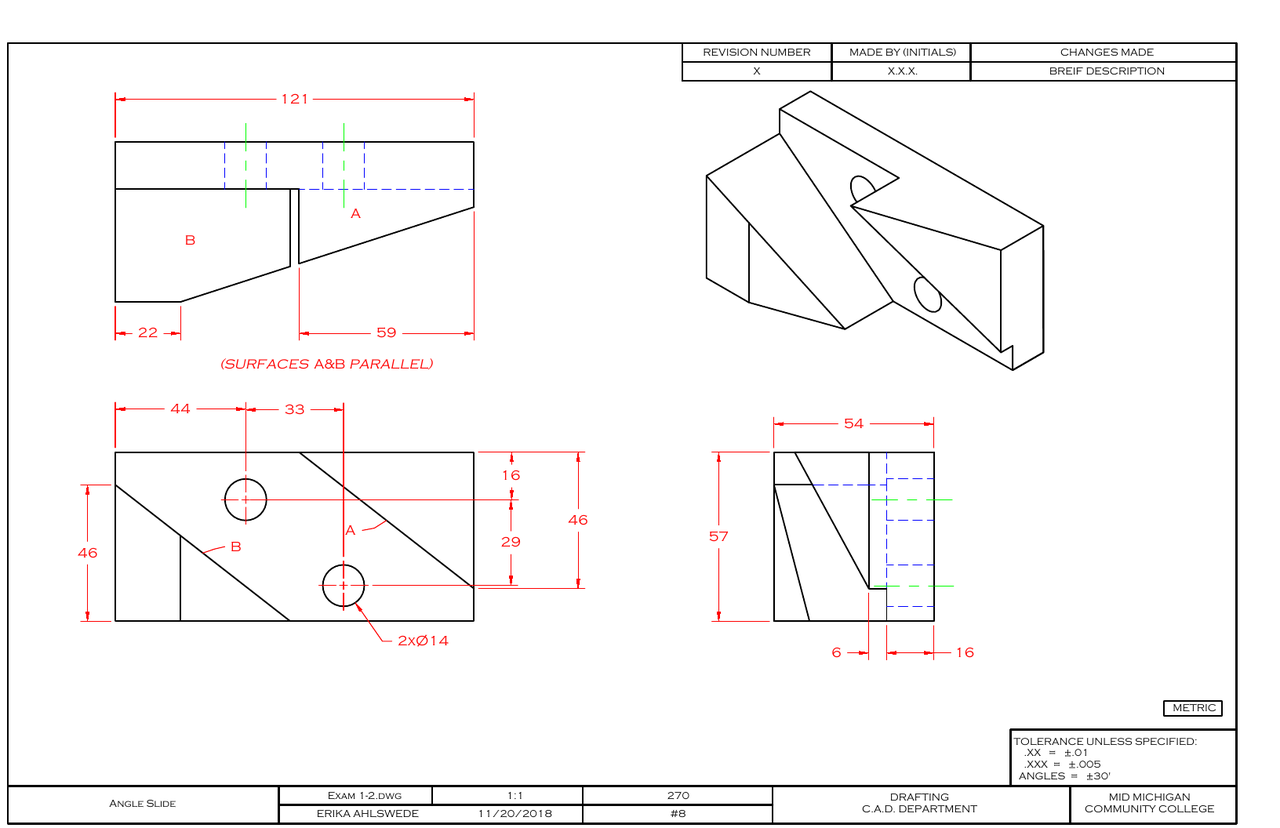 REVISION NUMBER MADE BY (INITIALS) CHANGES MADE
X X.X.X. BREIF DESCRIPTION
121
A
B
22 59
(SURFACES A&B PARALLEL)
44 33
54
16
46
A
57
B
29
46
2XØ14
6 16
METRIC
TOLERANCE UNLESS SPECIFIED:
.XX = ±.01
.XXX = ±.005
ANGLES = ±30'
ANGLE SLIDE
EXAM 1-2.DWG 1:1 270
ERIKA AHLSWEDE 11/20/2018 #8
DRAFTING
C.A.D. DEPARTMENT
MID MICHIGAN
COMMUNITY COLLEGE